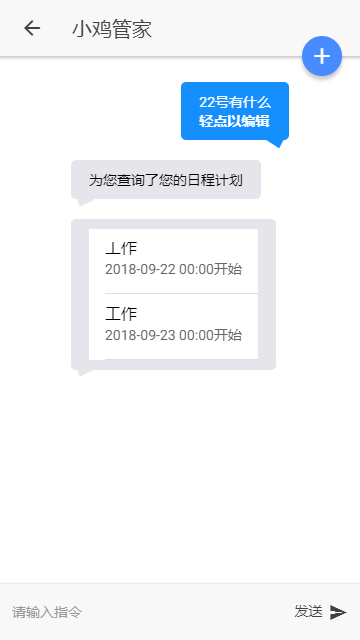 小鸡管家
22号有什么
轻点以编辑
为您查询了您的日程计划
工作
2018-09-22 00:00开始
工作
2018-09-23 00:00开始
请输入指令
发送